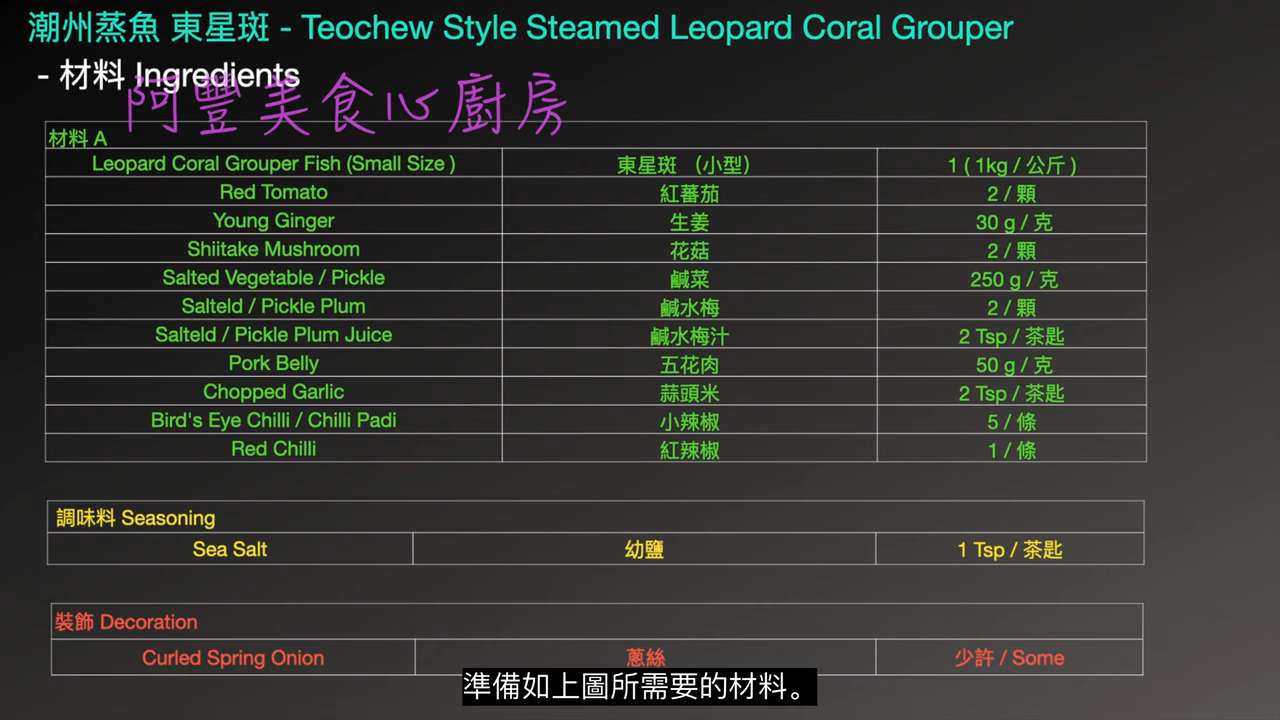 潮州蒸魚 東星斑 - Teochew Style Steamed Leopard Coral Grouper
- 材料 Ingredients
阿豐美食心廚房
材料 A
Leopard Coral Grouper Fish (Small Size ) 東星斑 （小型） 1 ( 1kg / 公斤 )
Red Tomato 紅蕃茄 2 / 顆
Young Ginger 生姜 30 g / 克
Shiitake Mushroom 花菇 2 / 顆
Salted Vegetable / Pickle 鹹菜 250 g / 克
Salteld / Pickle Plum 鹹水梅 2 / 顆
Salteld / Pickle Plum Juice 鹹水梅汁 2 Tsp / 茶匙
Pork Belly 五花肉 50 g / 克
Chopped Garlic 蒜頭米 2 Tsp / 茶匙
Bird's Eye Chilli / Chilli Padi 小辣椒 5 / 條
Red Chilli 紅辣椒 1 / 條
調味料 Seasoning
Sea Salt 幼鹽 1 Tsp / 茶匙
裝飾 Decoration
Curled Spring Onion 蔥絲 少許 / Some
準備如上圖所需要的材料。